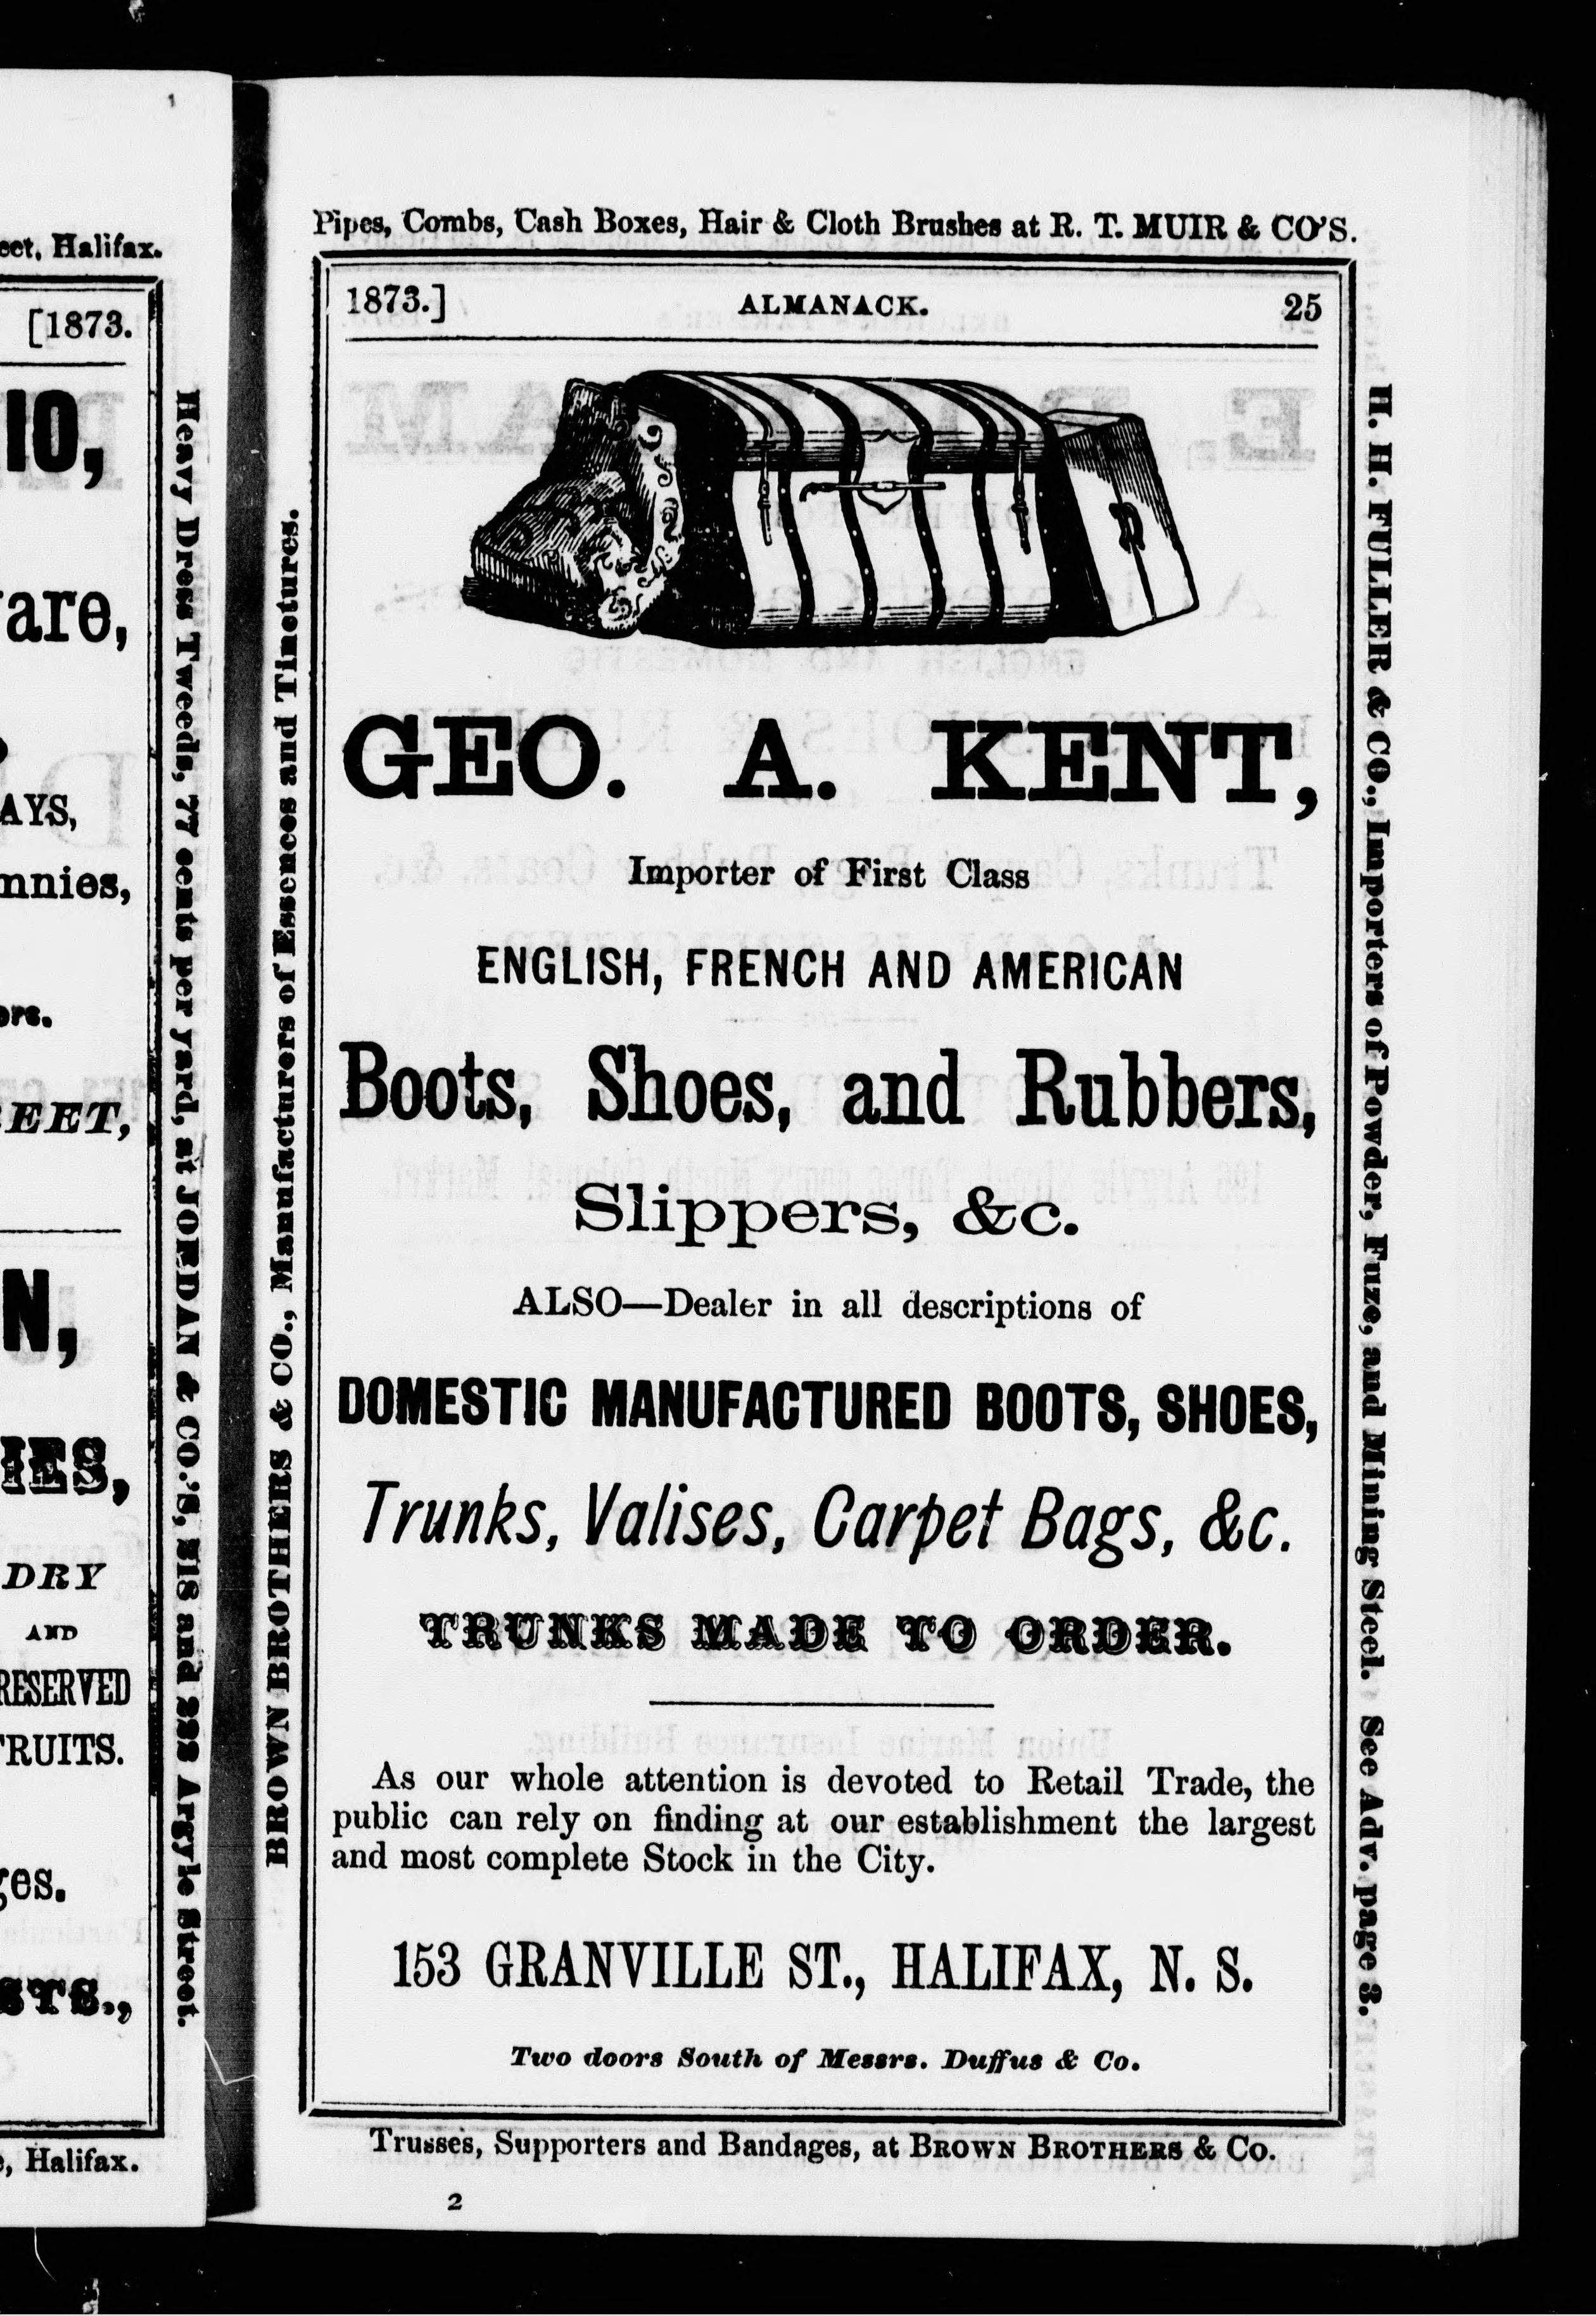 eet, Halifax.
[1873.
IO,
are,
AYS,
nnies,
ors.
EET,
N,
IES,
DRY
AND
RESERVED
RUITS.
ges.
STS.,
, Halifax.
Heavy Dress Tweeds, 77 cents per yard, at JORDAN & CO.'S, 218 and 222 Argyle Street.
Pipes, Combs, Cash Boxes, Hair & Cloth Brushes at R. T. MUIR & CO'S.
BROWN BROTHERS & CO., Manufacturers of Essences and Tinctures.
1873.] ALMANACK. 25
GEO. A. KENT,
Importer of First Class
ENGLISH, FRENCH AND AMERICAN
Boots, Shoes, and Rubbers,
Slippers, &c.
ALSO—Dealer in all descriptions of
DOMESTIC MANUFACTURED BOOTS, SHOES,
Trunks, Valises, Carpet Bags, &c.
TRUNKS MADE TO ORDER.
As our whole attention is devoted to Retail Trade, the
public can rely on finding at our establishment the largest
and most complete Stock in the City.
153 GRANVILLE ST., HALIFAX, N. S.
Two doors South of Messrs. Duffus & Co.
H. H. FULLER & CO., Importers of Powder, Fuze, and Mining Steel. See Adv. page 3.
Trusses, Supporters and Bandages, at BROWN BROTHERS & CO.
2